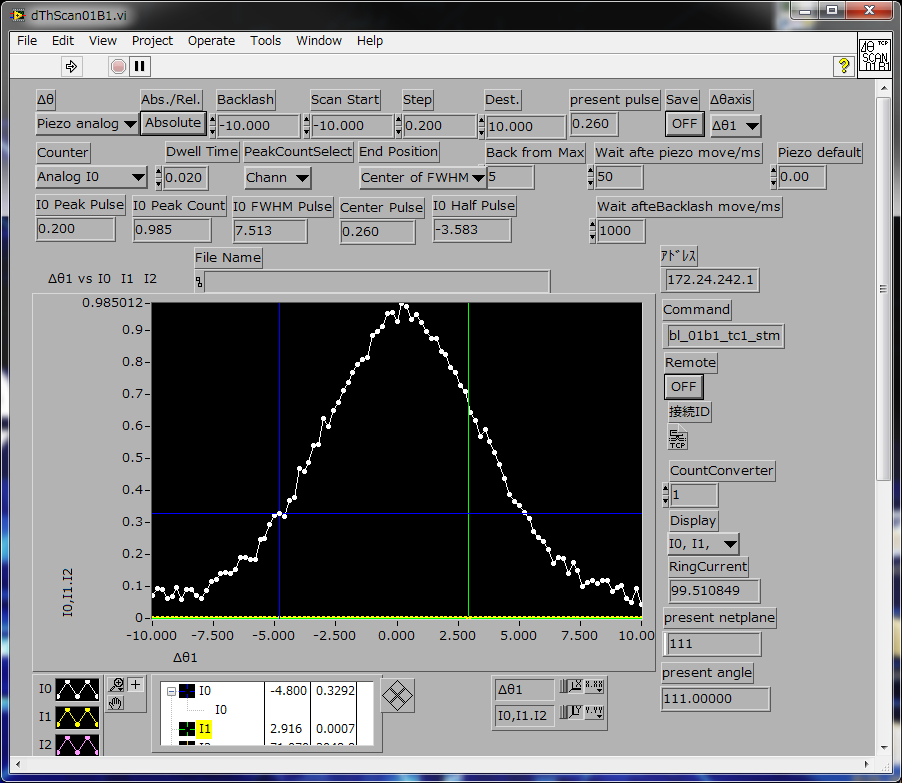 dThScan01B1.vi
File Edit View Project Operate Tools Window Help
Δθ TCP
SCAN
01B1
Δθ Abs./Rel. Backlash Scan Start Step Dest. present pulse Save Δθaxis
Piezo analog Absolute -10.000 -10.000 0.200 10.000 0.260 OFF Δθ1
Counter Dwell Time PeakCountSelect End Position Back from Max Wait afte piezo move/ms Piezo default
Analog I0 0.020 Chann Center of FWHM 5 50 0.00
I0 Peak Pulse I0 Peak Count I0 FWHM Pulse Center Pulse I0 Half Pulse Wait afteBacklash move/ms
0.200 0.985 7.513 0.260 -3.583 1000
File Name
Δθ1 vs I0 I1 I2
ｱﾄﾞﾚｽ
172.24.242.1
Command
bl_01b1_tc1_stm
Remote
OFF
接続ID
TCP
CountConverter
1
Display
I0, I1,
RingCurrent
99.510849
present netplane
111
present angle
111.00000
0.985012
0.9
0.8
0.7
0.6
0.5
0.4
0.3
0.2
0.1
0
I0,I1.I2
-10.000 -7.500 -5.000 -2.500 0.000 2.500 5.000 7.500 10.00
Δθ1
I0
I1
I2
I0 -4.800 0.3292
I0
I1 2.916 0.0007
Δθ1 X X.XX
I0,I1.I2 Y Y.YY